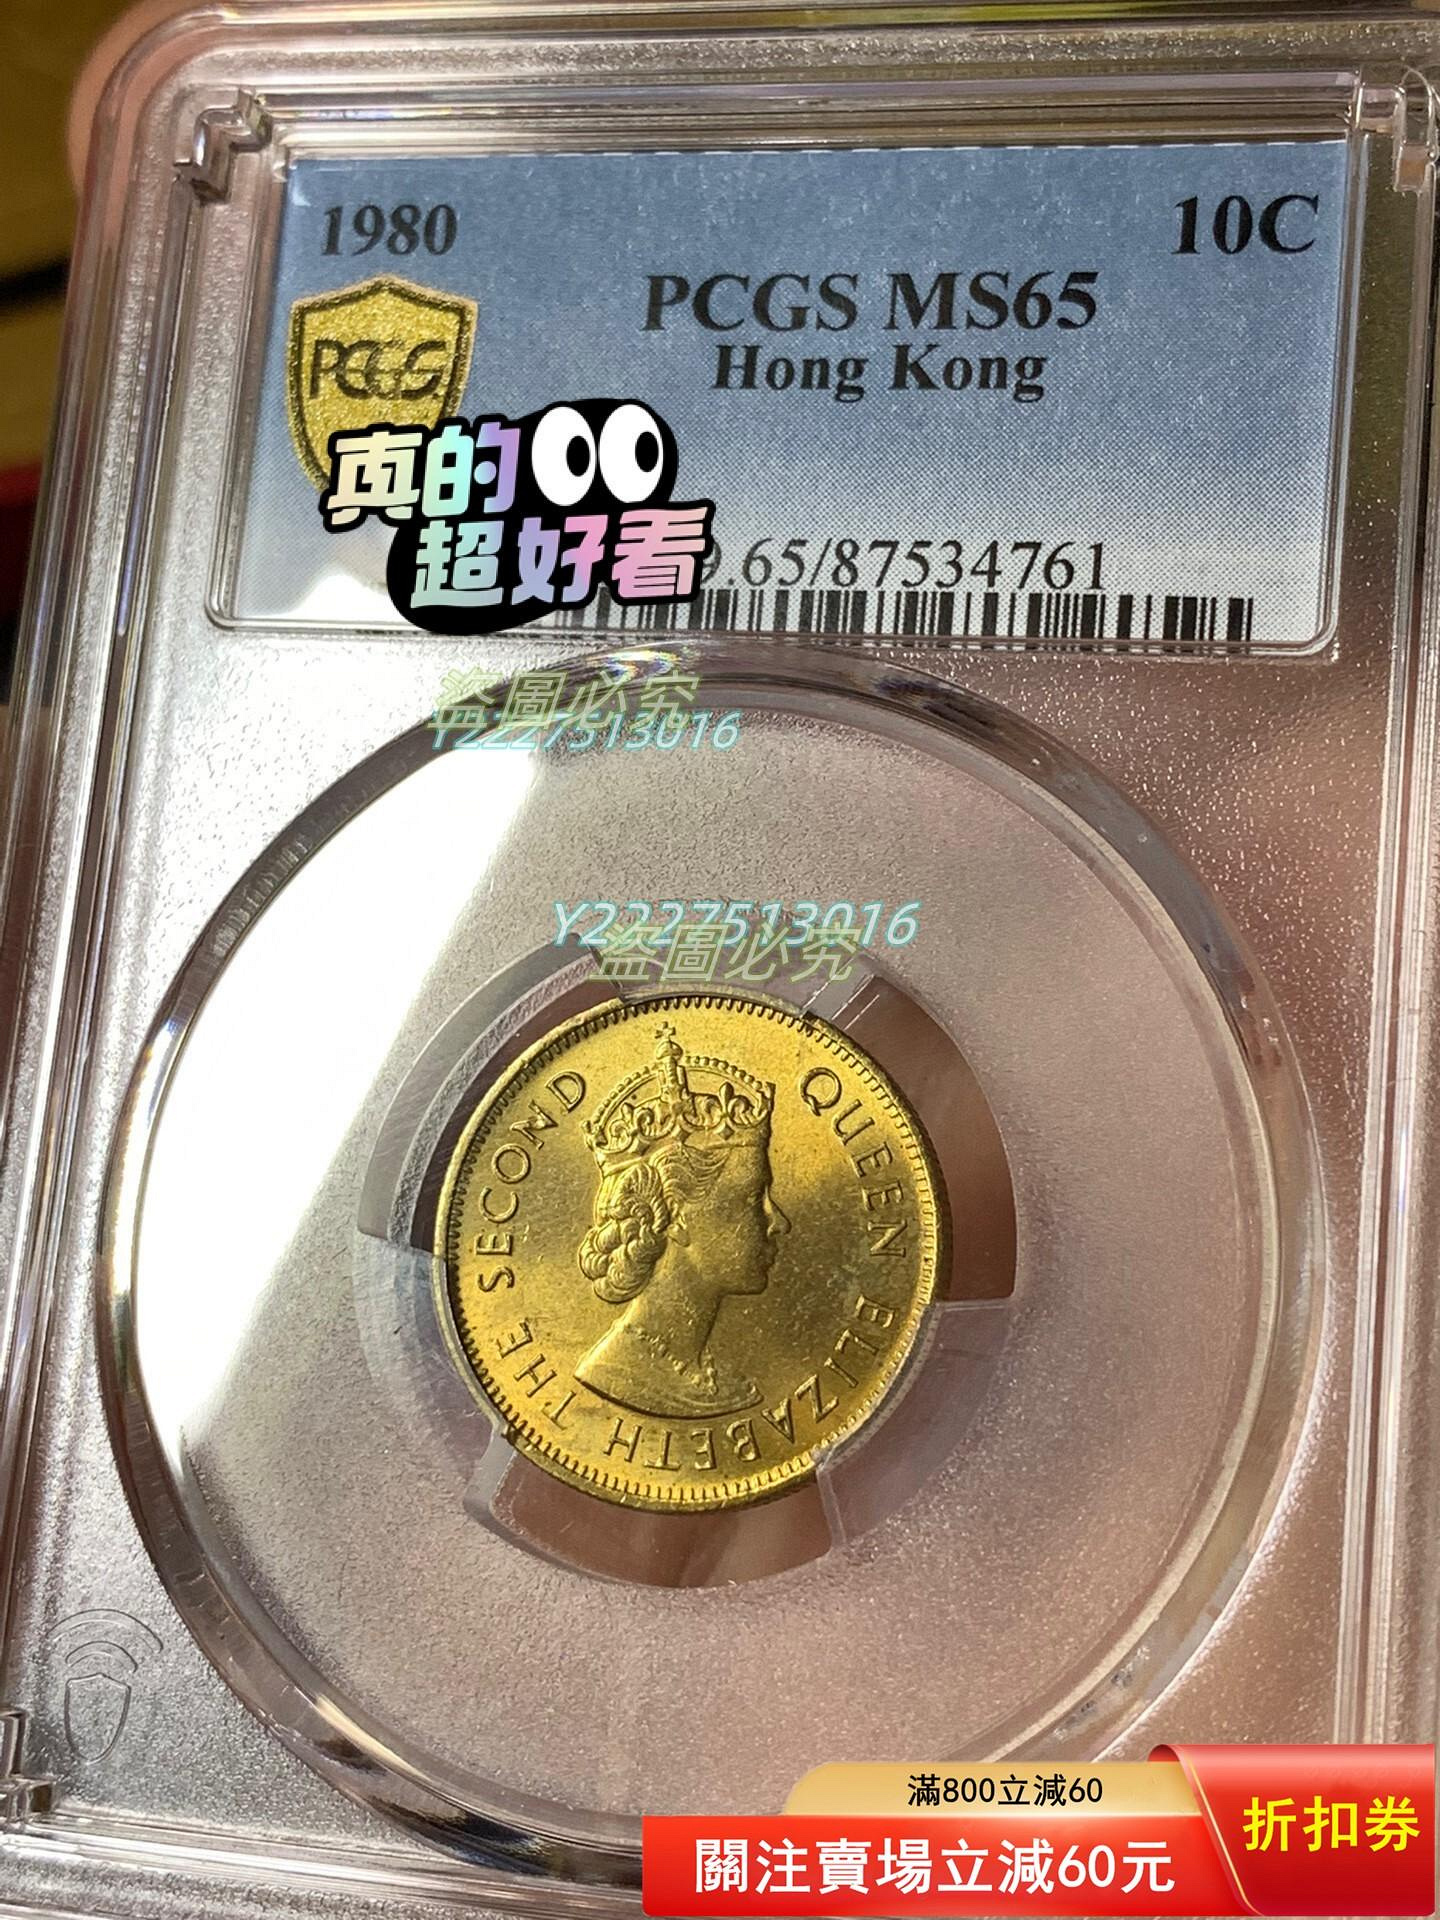 1980
10C
PCGS MS65
Hong Kong
PCGS
真的
超好看
9.65/87534761
盜圖必究
Y2227513016
Y2227513016
盜圖必究
QUEEN ELIZABETH THE SECOND
滿800立減60
關注賣場立減60元
折扣券